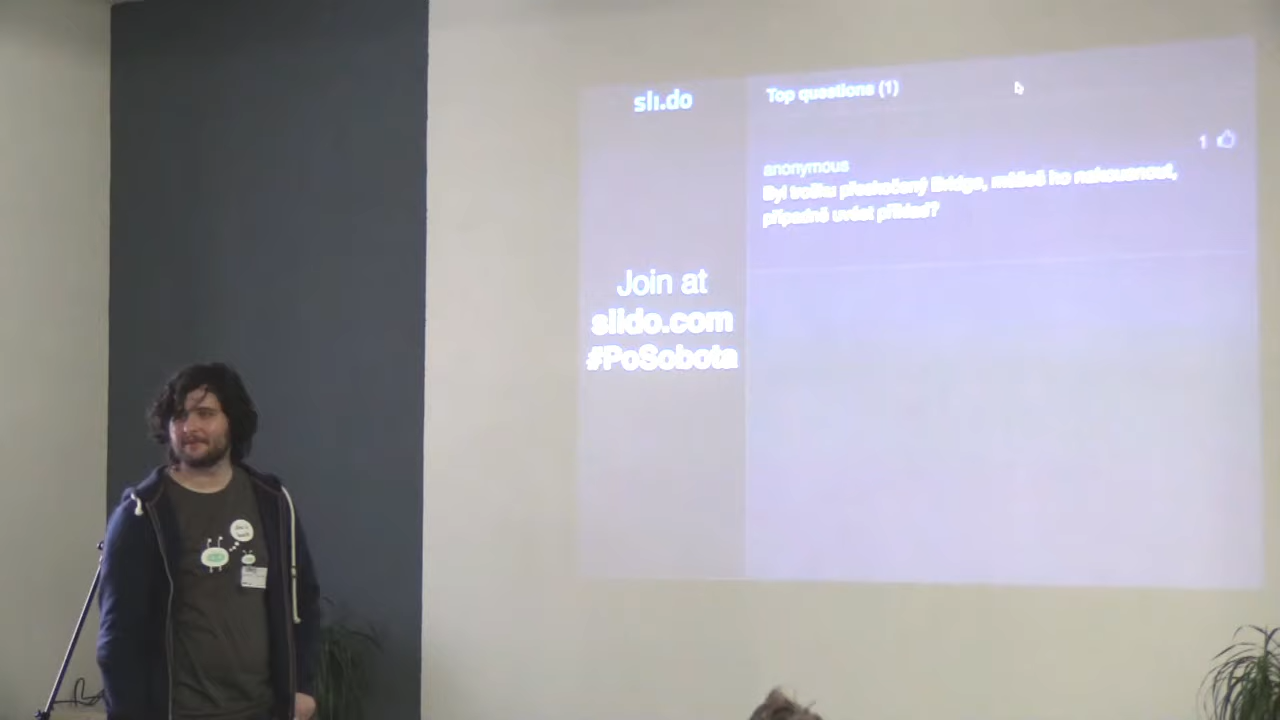 sli.do
Top questions (1)
1
anonymous
Byl trošku přeskočený Bridge, můžeš ho nakousnout,
případně uvést příklad?
Join at
slido.com
#PoSobota